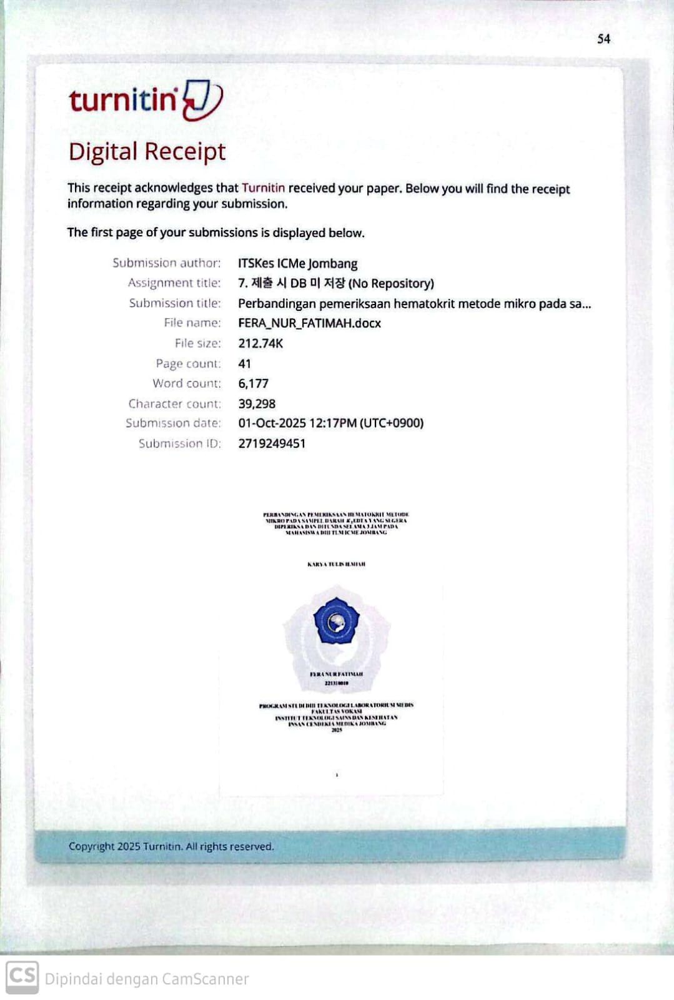 54
turnitin
Digital Receipt
This receipt acknowledges that Turnitin received your paper. Below you will find the receipt
information regarding your submission.
The first page of your submissions is displayed below.
Submission author: ITSKes ICMe Jombang
Assignment title: 7. 제출 시 DB 미 저장 (No Repository)
Submission title: Perbandingan pemeriksaan hematokrit metode mikro pada sa...
File name: FERA_NUR_FATIMAH.docx
File size: 212.74K
Page count: 41
Word count: 6,177
Character count: 39,298
Submission date: 01-Oct-2025 12:17PM (UTC+0900)
Submission ID: 2719249451
PERBANDINGAN PEMERIKSAAN HEMATOKRIT METODE
MIKRO PADA SAMPEL DARAH K3EDTA YANG SEGERA
DIPERIKSA DAN DITUNDA SELAMA 3 JAM PADA
MAHASISWA DIII TLM ICME JOMBANG
KARYA TULIS ILMIAH
FERA NUR FATIMAH
221310010
PROGRAM STUDI DIII TEKNOLOGI LABORATORIUM MEDIS
FAKULTAS VOKASI
INSTITUT TEKNOLOGI SAINS DAN KESEHATAN
INSAN CENDEKIA MEDIKA JOMBANG
2025
Copyright 2025 Turnitin. All rights reserved.
CS Dipindai dengan CamScanner